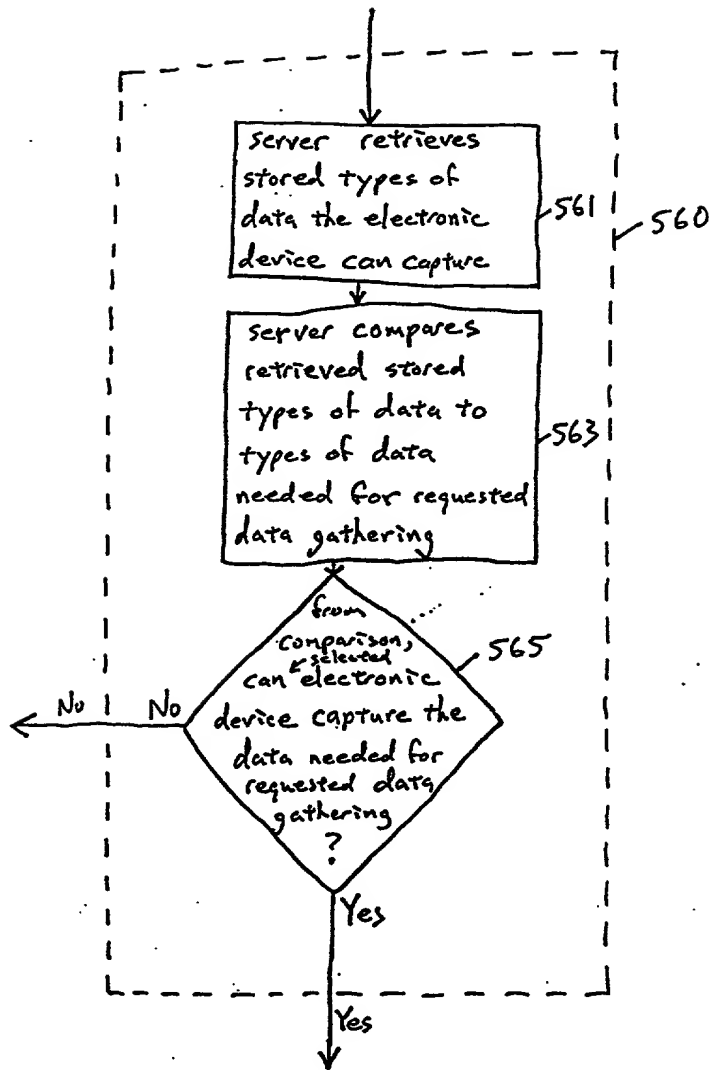 server retrieves
stored types of
data the electronic
device can capture
561
560
server compares
retrieved stored
types of data to
types of data
needed for requested
data gathering
563
from
comparison,
selected
can electronic
device capture the
data needed for
requested data
gathering
?
565
No No
Yes
Yes